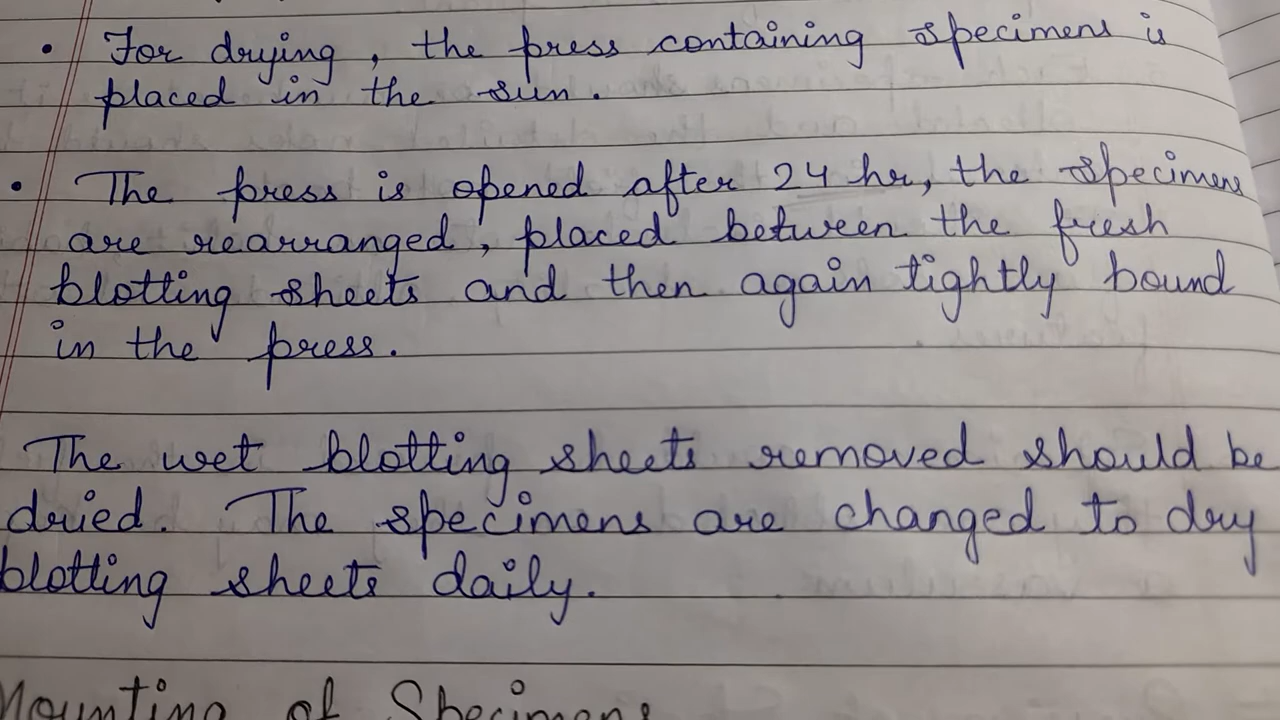 • For drying, the press containing specimens is
placed in the sun.
• The press is opened after 24 hr, the specimens
are rearranged, placed between the fresh
blotting sheets and then again tightly bound
in the press.
The wet blotting sheets removed should be
dried. The specimens are changed to dry
blotting sheets daily.
Mounting of Specimens